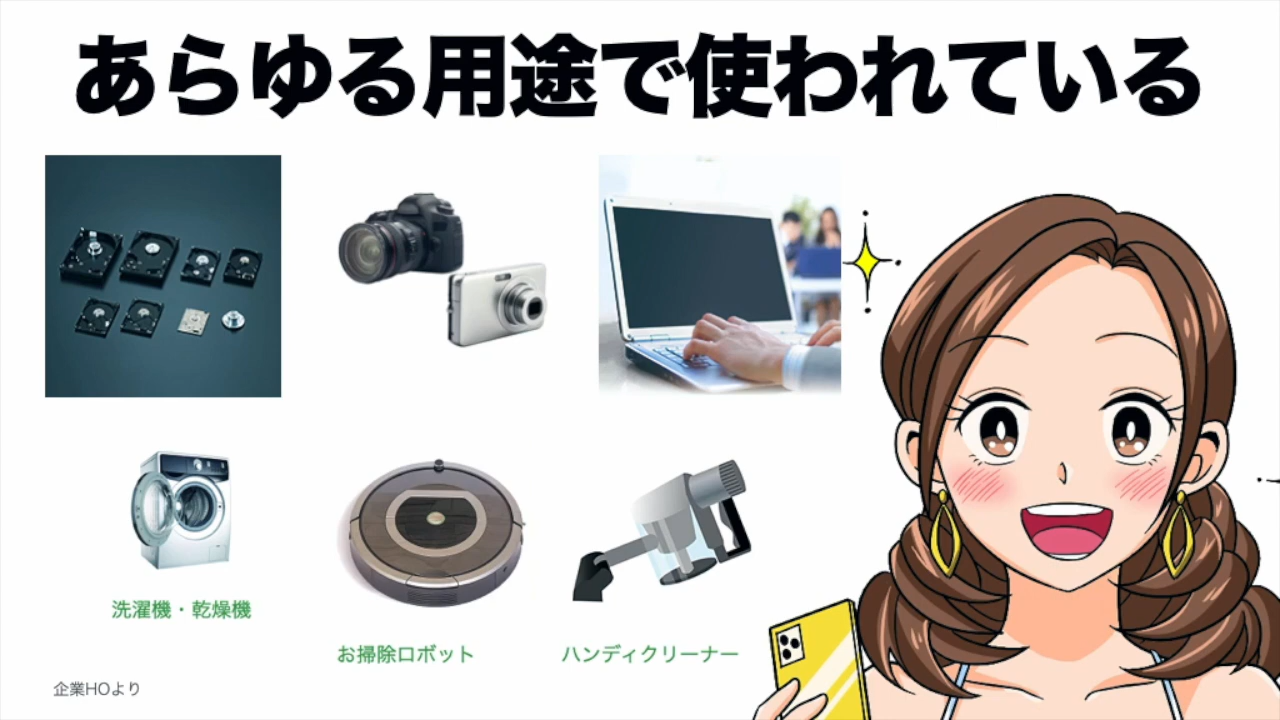 あらゆる用途で使われている
洗濯機・乾燥機
お掃除ロボット
ハンディクリーナー
企業HOより